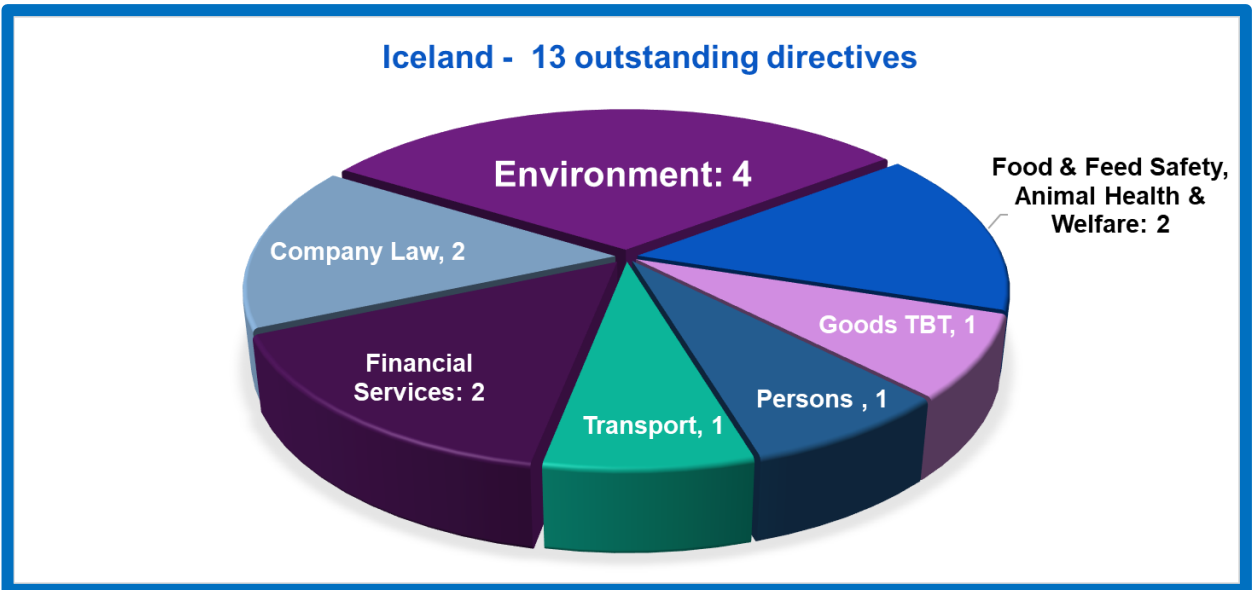 Iceland -  13 outstanding directives
Environment: 4
Food & Feed Safety,
Animal Health &
Welfare: 2
Company Law, 2
Goods TBT, 1
Financial
Services: 2
Persons , 1
Transport, 1